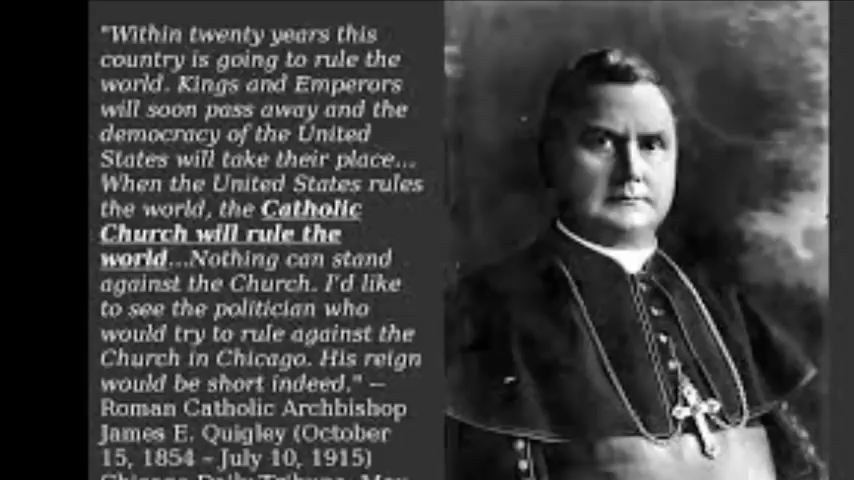 "Within twenty years this
country is going to rule the
world. Kings and Emperors
will soon pass away and the
democracy of the United
States will take their place...
When the United States rules
the world, the Catholic
Church will rule the
world...Nothing can stand
against the Church. I'd like
to see the politician who
would try to rule against the
Church in Chicago. His reign
would be short indeed." –
Roman Catholic Archbishop
James E. Quigley (October
15, 1854 – July 10, 1915)
Chicago Daily Tribune, May